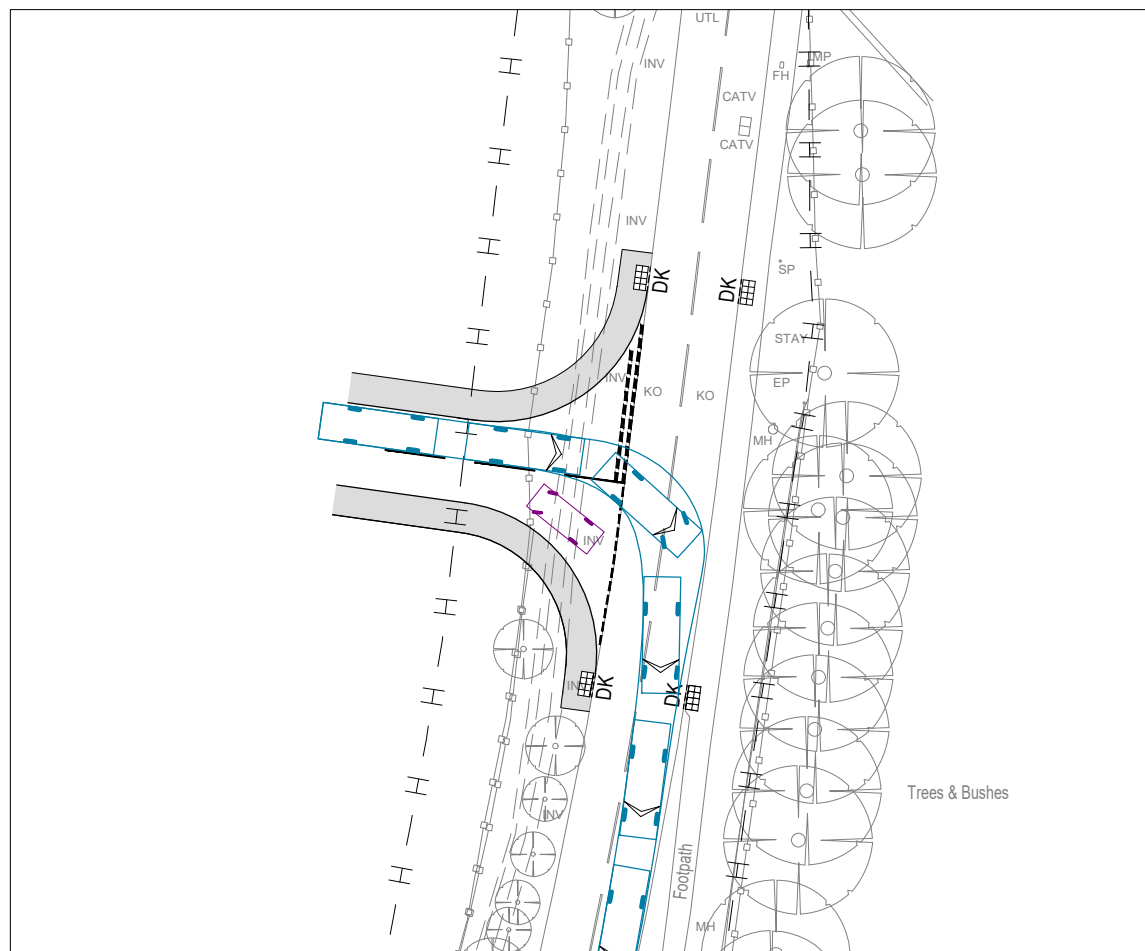 UTL
INV
MP
FH
CATV
CATV
INV
SP
DK
DK
STAY
INV
KO
KO
EP
MH
INV
INV
DK
DK
INV
Trees & Bushes
Footpath
MH